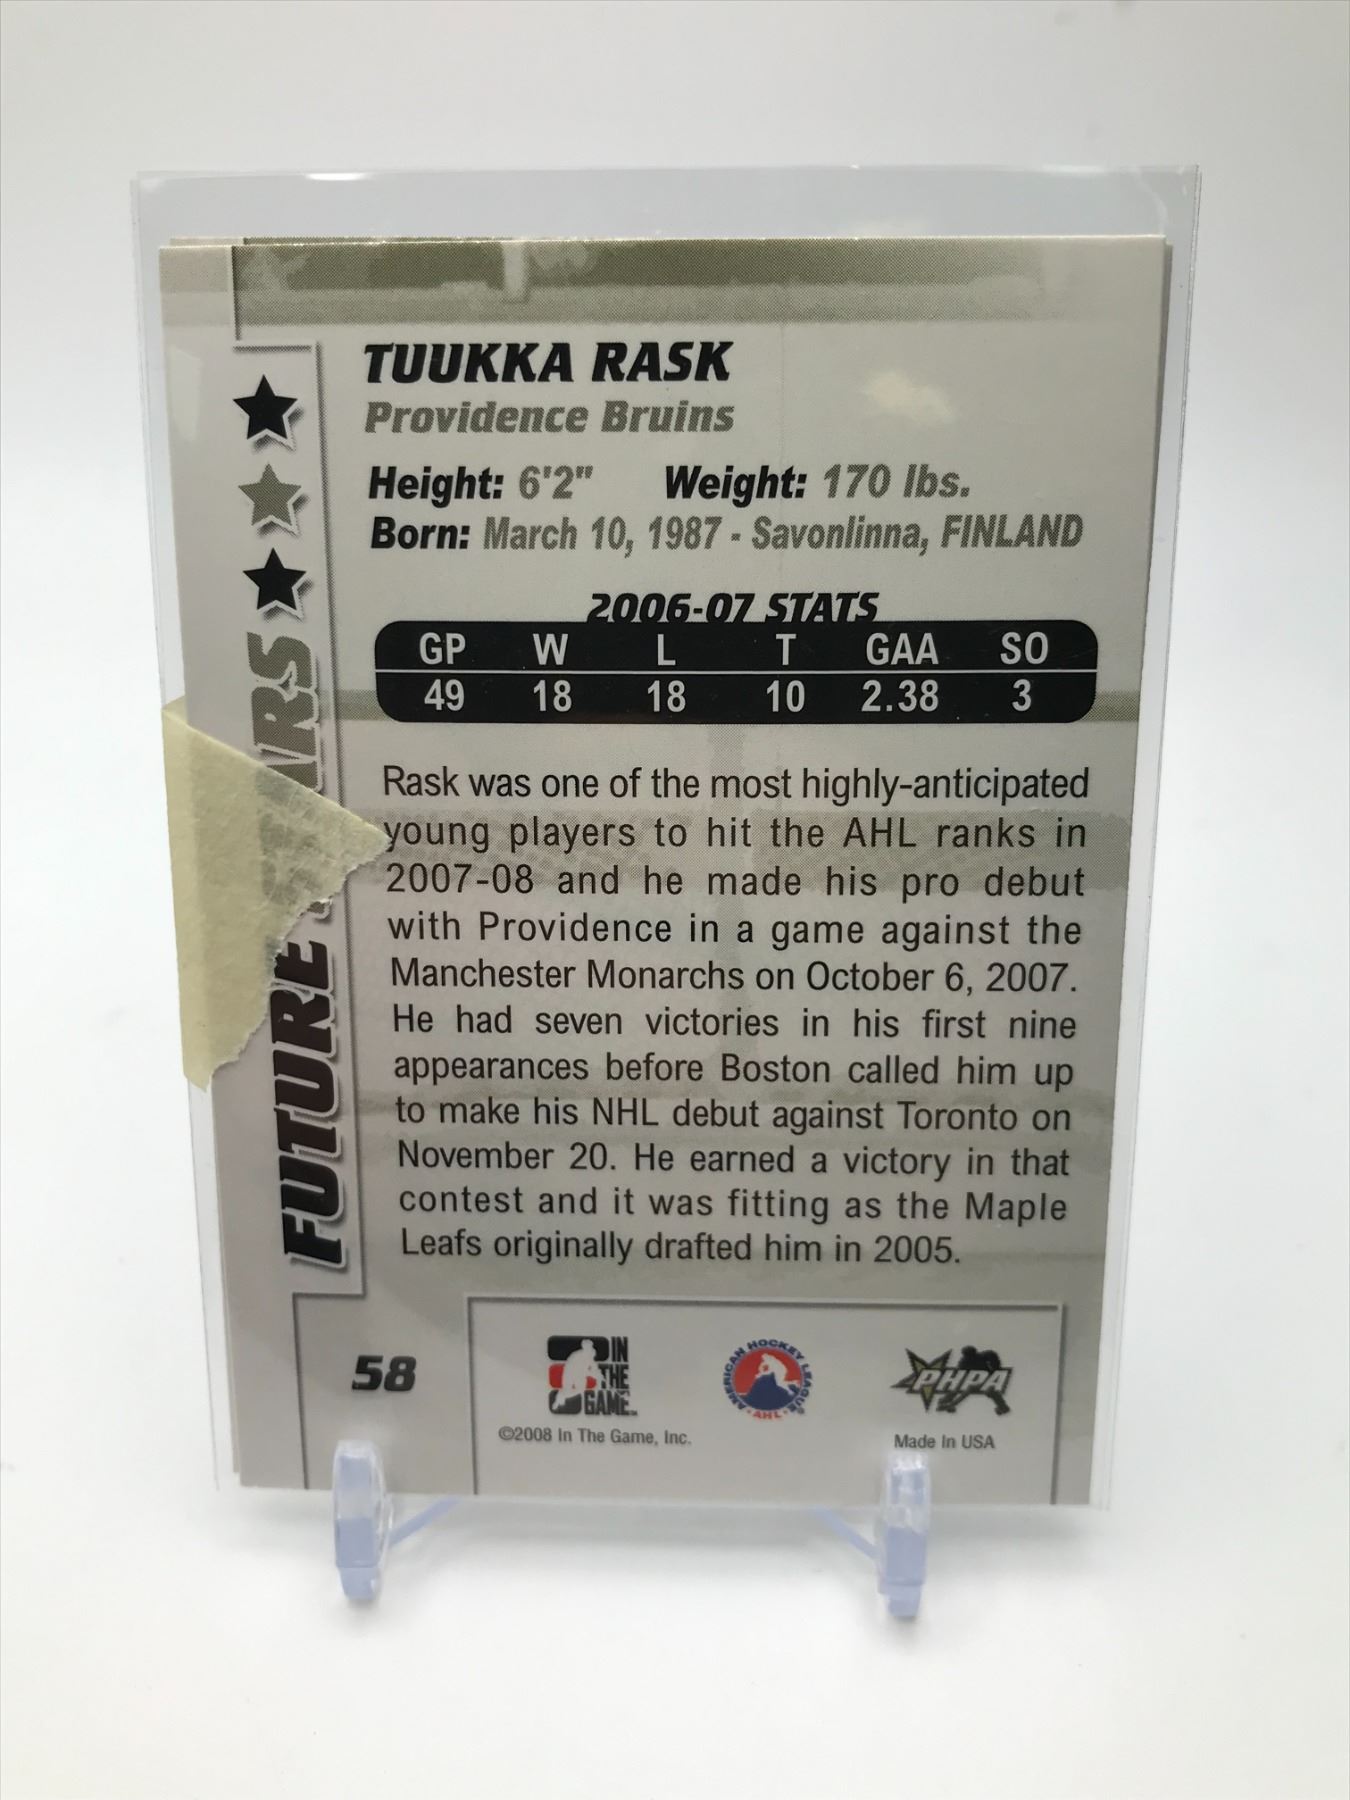 TUUKKA RASK
Providence Bruins
Height: 6'2" Weight: 170 lbs.
Born: March 10, 1987 - Savonlinna, FINLAND
2006-07 STATS
GP W L T GAA SO
49 18 18 10 2.38 3
Rask was one of the most highly-anticipated
young players to hit the AHL ranks in
2007-08 and he made his pro debut
with Providence in a game against the
Manchester Monarchs on October 6, 2007.
He had seven victories in his first nine
appearances before Boston called him up
to make his NHL debut against Toronto on
November 20. He earned a victory in that
contest and it was fitting as the Maple
Leafs originally drafted him in 2005.
FUTURE
58
IN
THE
GAME
©2008 In The Game, Inc.
AMERICAN HOCKEY LEAGUE
AHL
PHPA
Made In USA